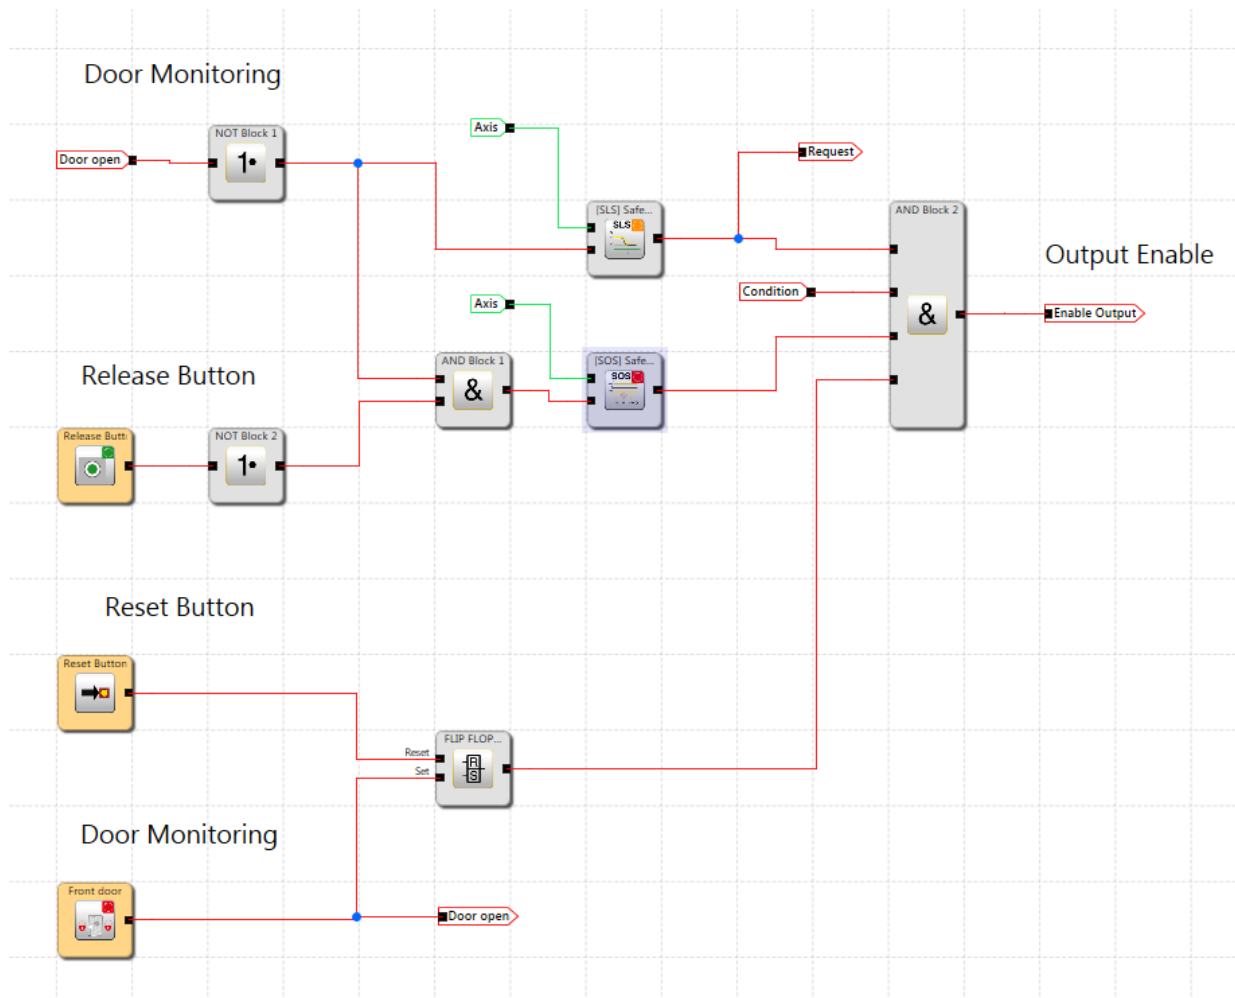 Door Monitoring
NOT Block 1
1
Door open
Axis
Request
[SLS] Safe...
SLS
AND Block 2
&
Output Enable
Condition
Axis
Enable Output
Release Button
AND Block 1
&
[SOS] Safe...
SOS
Release Butt
NOT Block 2
1
Reset Button
Reset Button
FLIP FLOP...
Reset
Set
R
S
Door Monitoring
Front door
Door open